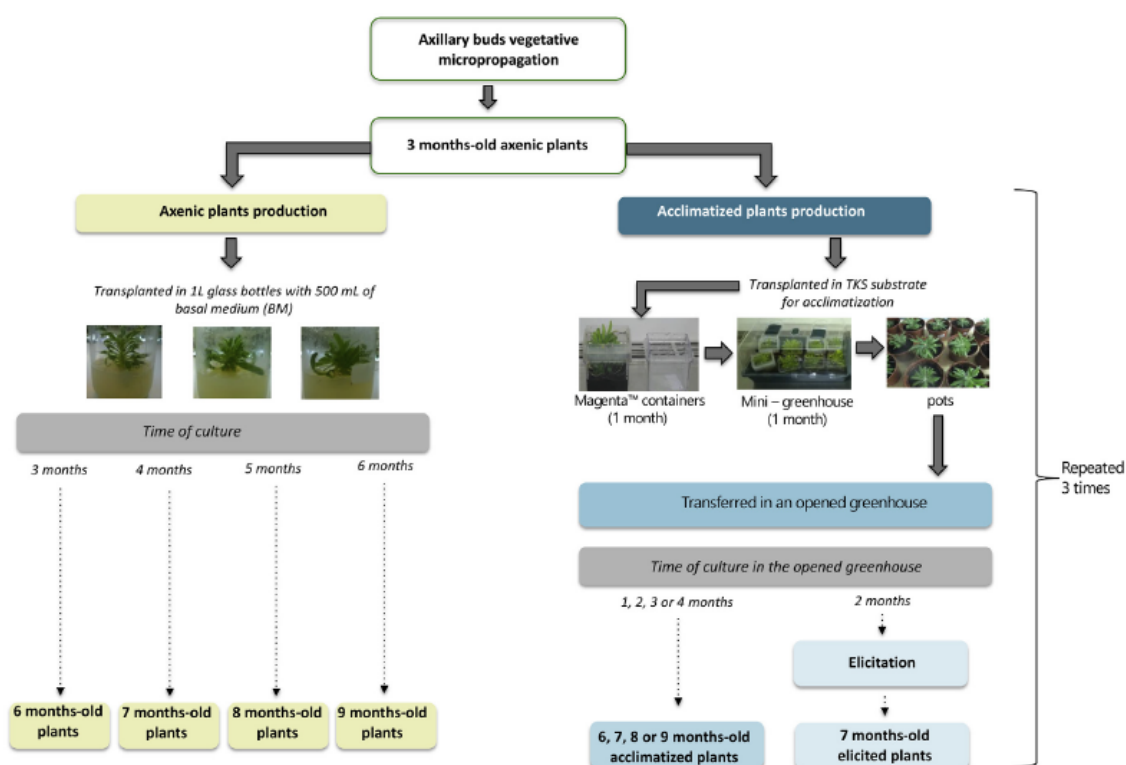 Axillary buds vegetative
micropropagation
3 months-old axenic plants
Axenic plants production
Acclimatized plants production
Transplanted in 1L glass bottles with 500 mL of
basal medium (BM)
Transplanted in TKS substrate
for acclimatization
Magenta™ containers
(1 month)
Mini – greenhouse
(1 month)
pots
Time of culture
3 months
4 months
5 months
6 months
Repeated
3 times
Transferred in an opened greenhouse
Time of culture in the opened greenhouse
1, 2, 3 or 4 months
2 months
Elicitation
6 months-old
plants
7 months-old
plants
8 months-old
plants
9 months-old
plants
6, 7, 8 or 9 months-old
acclimatized plants
7 months-old
elicited plants